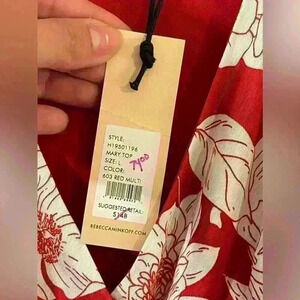 STYLE:
H19501196
MARY TOP
SIZE: L
COLOR:
603 RED MULTI
SUGGESTED RETAIL:
$148
REBECCAMINKOFF.COM